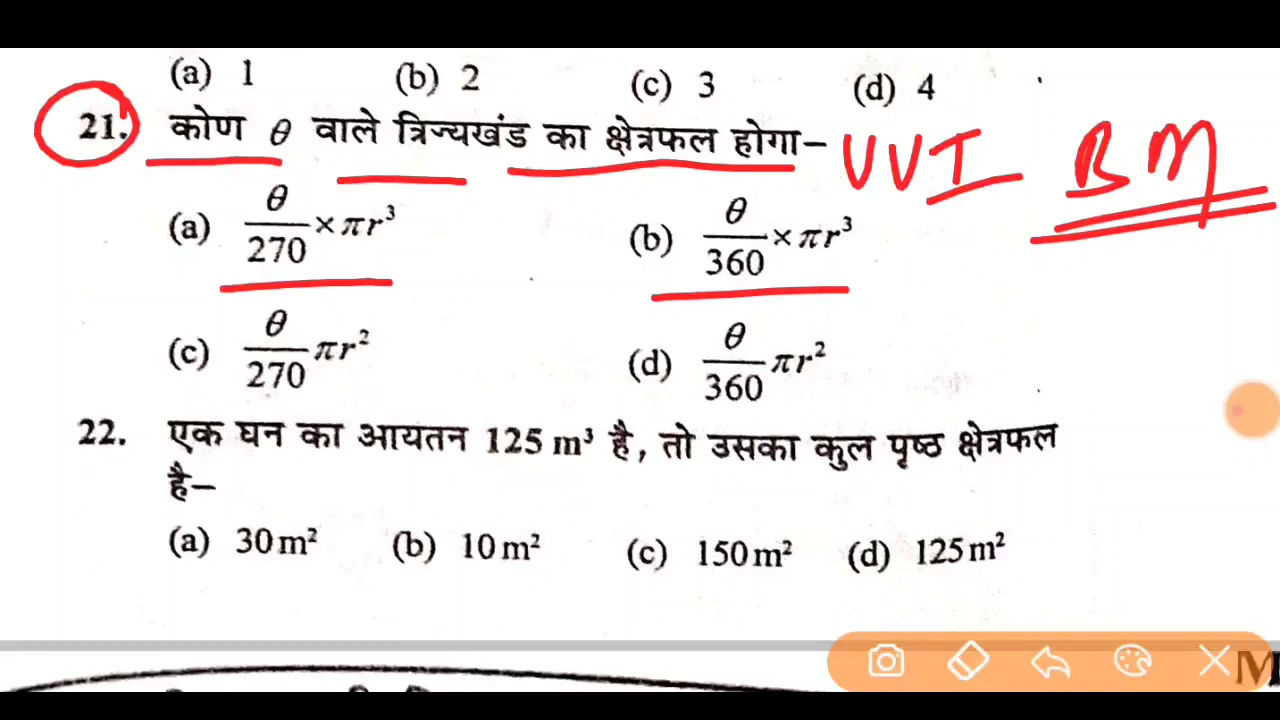 (a) 1 (b) 2 (c) 3 (d) 4
21. कोण θ वाले त्रिज्यखंड का क्षेत्रफल होगा– VVI BM
(a) θ/270 × πr³ (b) θ/360 × πr³
(c) θ/270 πr² (d) θ/360 πr²
22. एक घन का आयतन 125 m³ है, तो उसका कुल पृष्ठ क्षेत्रफल
है–
(a) 30 m² (b) 10 m² (c) 150 m² (d) 125 m²
M